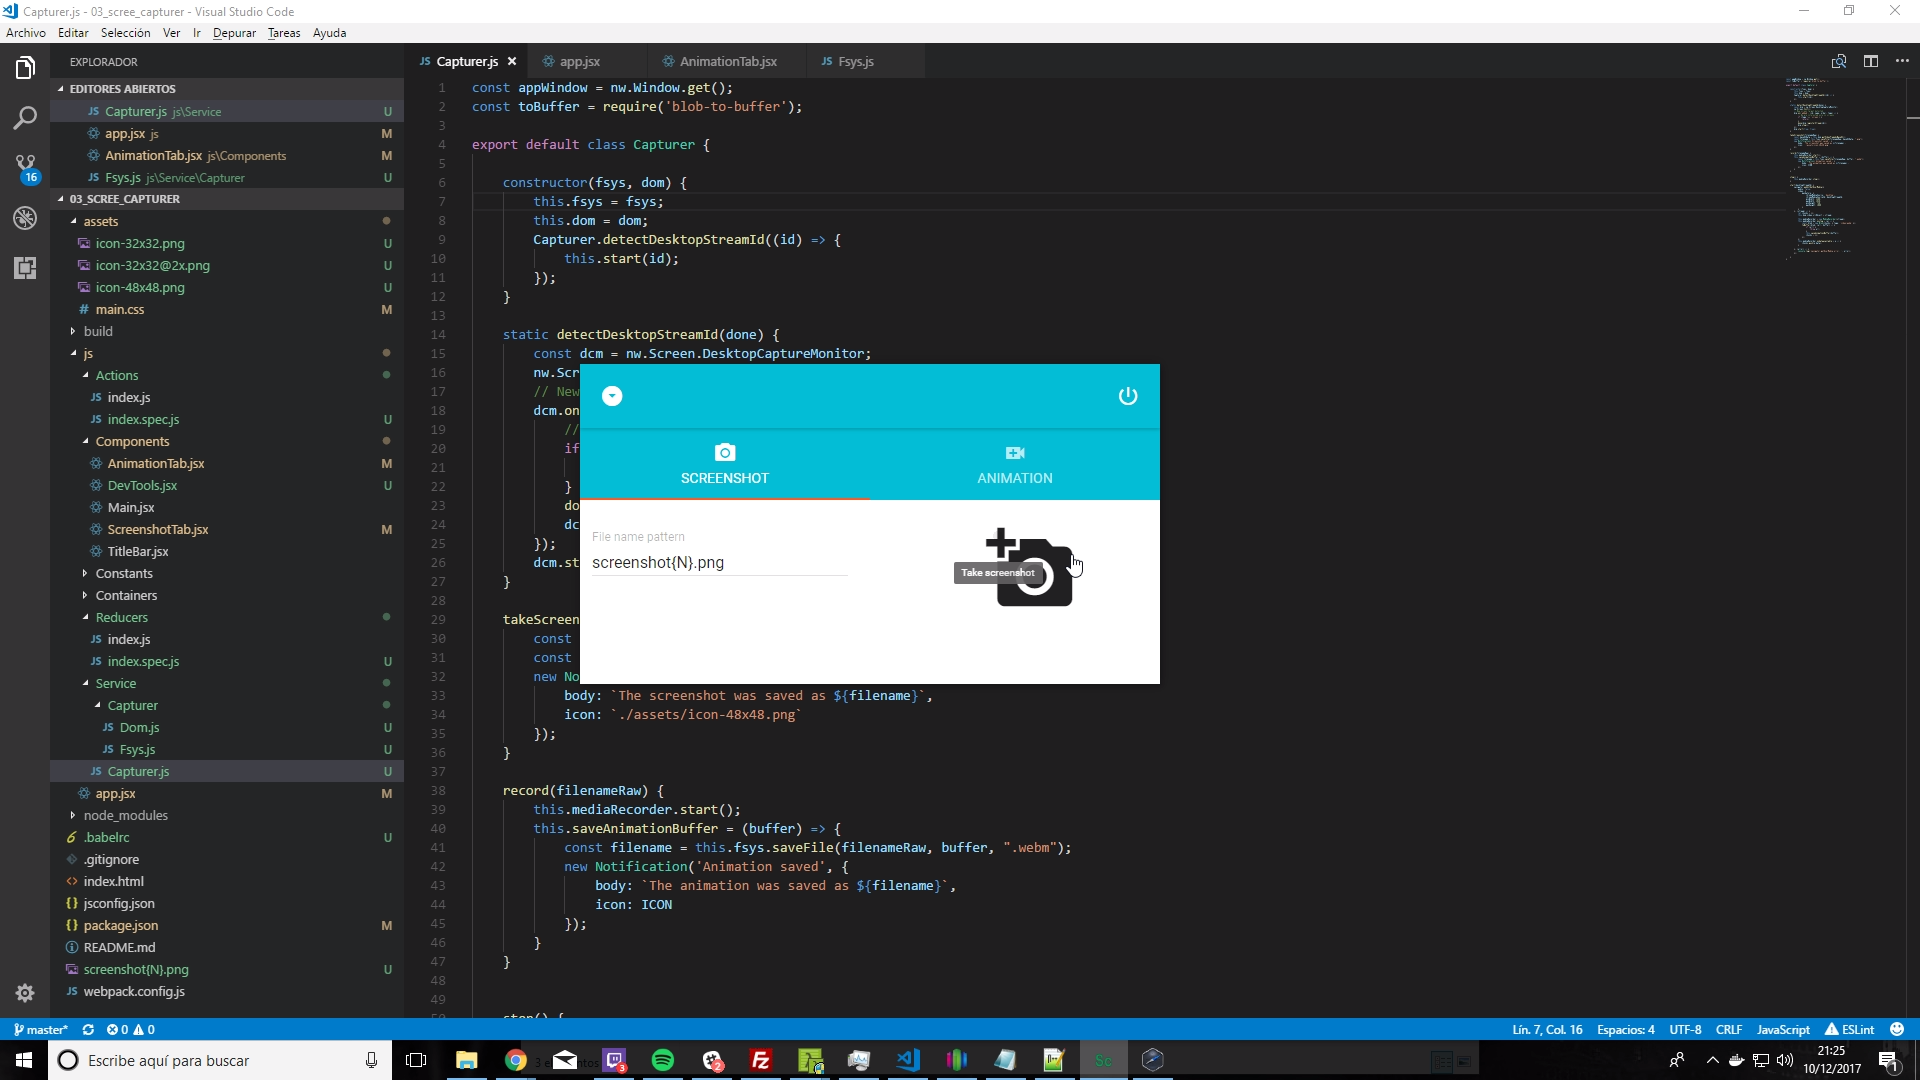 Capturer.js - 03_scree_capturer - Visual Studio Code
Archivo Editar Selección Ver Ir Depurar Tareas Ayuda
EXPLORADOR
EDITORES ABIERTOS
JS Capturer.js js\Service U
app.jsx js M
AnimationTab.jsx js\Components M
JS Fsys.js js\Service\Capturer U
16
03_SCREE_CAPTURER
assets
icon-32x32.png U
icon-32x32@2x.png U
icon-48x48.png U
# main.css M
build
js
Actions
JS index.js
JS index.spec.js U
Components
AnimationTab.jsx M
DevTools.jsx U
Main.jsx
ScreenshotTab.jsx M
TitleBar.jsx
Constants
Containers
Reducers
JS index.js
JS index.spec.js U
Service
Capturer
JS Dom.js U
JS Fsys.js U
JS Capturer.js U
app.jsx M
node_modules
.babelrc U
.gitignore
<> index.html
{} jsconfig.json
{} package.json M
README.md
screenshot{N}.png U
JS webpack.config.js
JS Capturer.js app.jsx AnimationTab.jsx JS Fsys.js
1 const appWindow = nw.Window.get();
2 const toBuffer = require('blob-to-buffer');
3
4 export default class Capturer {
5
6 constructor(fsys, dom) {
7 this.fsys = fsys;
8 this.dom = dom;
9 Capturer.detectDesktopStreamId((id) => {
10 this.start(id);
11 });
12 }
13
14 static detectDesktopStreamId(done) {
15 const dcm = nw.Screen.DesktopCaptureMonitor;
16 nw.Scr
17 // New
18 dcm.on
19 //
20 if
21
22 }
23 do
24 dc
25 });
26 dcm.st
27 }
28
29 takeScreen
30 const
31 const
32 new No
33 body: `The screenshot was saved as ${filename}`,
34 icon: `./assets/icon-48x48.png`
35 });
36 }
37
38 record(filenameRaw) {
39 this.mediaRecorder.start();
40 this.saveAnimationBuffer = (buffer) => {
41 const filename = this.fsys.saveFile(filenameRaw, buffer, ".webm");
42 new Notification('Animation saved', {
43 body: `The animation was saved as ${filename}`,
44 icon: ICON
45 });
46 }
47 }
48
49
SCREENSHOT
ANIMATION
File name pattern
screenshot{N}.png
Take screenshot
master* 0 0
Lín. 7, Col. 16 Espacios: 4 UTF-8 CRLF JavaScript ESLint
Escribe aquí para buscar
3
2
Sc
21:25
10/12/2017
1